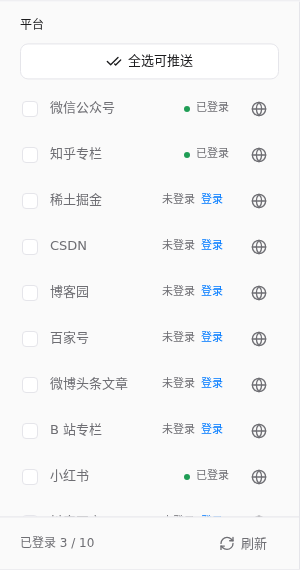 平台
全选可推送
微信公众号 已登录
知乎专栏 已登录
稀土掘金 未登录 登录
CSDN 未登录 登录
博客园 未登录 登录
百家号 未登录 登录
微博头条文章 未登录 登录
B 站专栏 未登录 登录
小红书 已登录
已登录 3 / 10 刷新